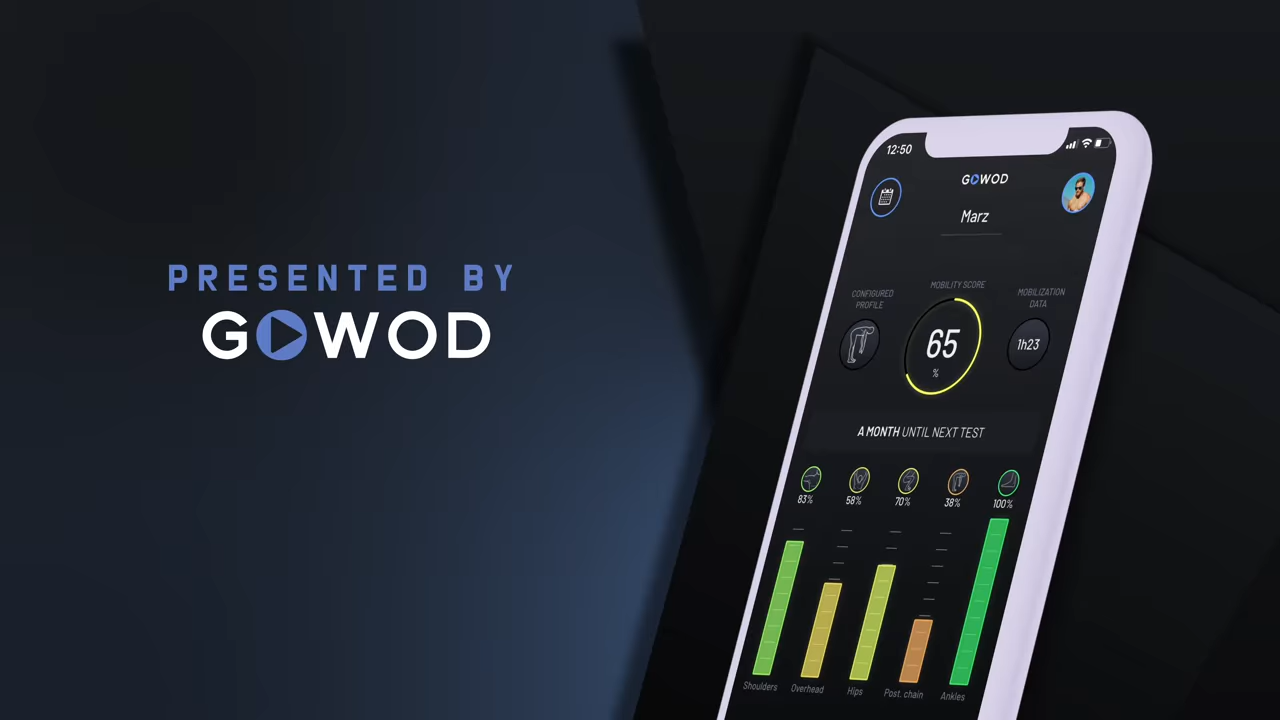 PRESENTED BY
GOWOD
12:50
GOWOD
Marz
CONFIGURED
PROFILE
MOBILITY SCORE
MOBILIZATION
DATA
65
%
1h23
A MONTH UNTIL NEXT TEST
83% 58% 70% 38% 100%
Shoulders Overhead Hips Post. chain Ankles